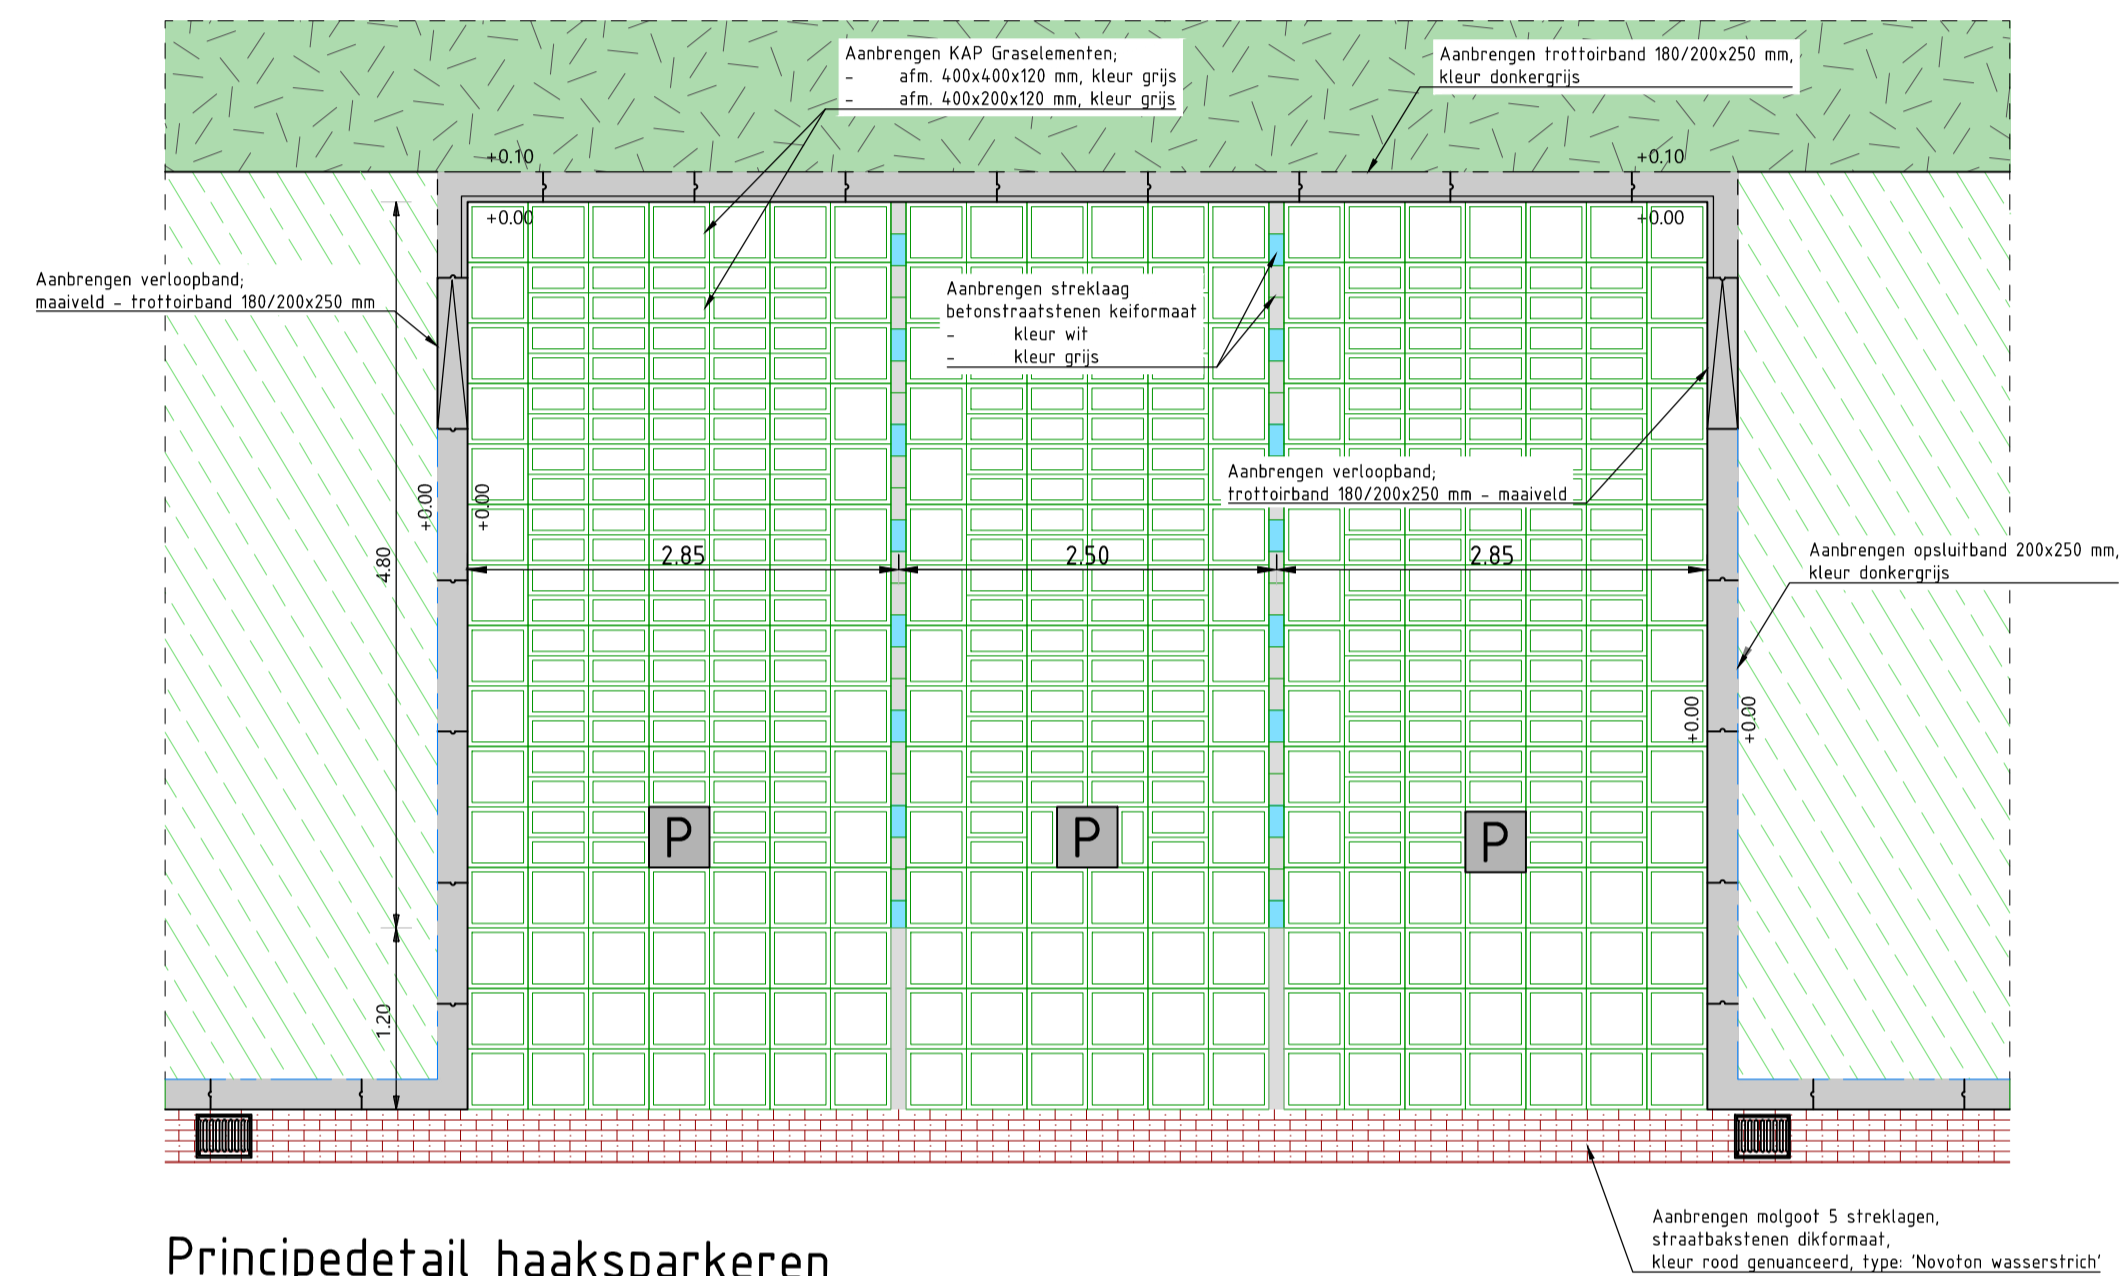 Aanbrengen KAP Graselementen;
- afm. 400x400x120 mm, kleur grijs
- afm. 400x200x120 mm, kleur grijs
Aanbrengen trottoirband 180/200x250 mm,
kleur donkergrijs
+0.10
+0.10
+0.00
+0.00
Aanbrengen verloopband;
maaiveld - trottoirband 180/200x250 mm
Aanbrengen streklaag
betonstraatstenen keiformaat
- kleur wit
- kleur grijs
Aanbrengen verloopband;
trottoirband 180/200x250 mm - maaiveld
+0.00
+0.00
4.80
2.85
2.50
2.85
Aanbrengen opsluitband 200x250 mm,
kleur donkergrijs
+0.00
+0.00
P
P
P
1.20
Aanbrengen molgoot 5 streklagen,
straatbakstenen dikformaat,
kleur rood genuanceerd, type: 'Novoton wasserstrich'
Principedetail haaksparkeren